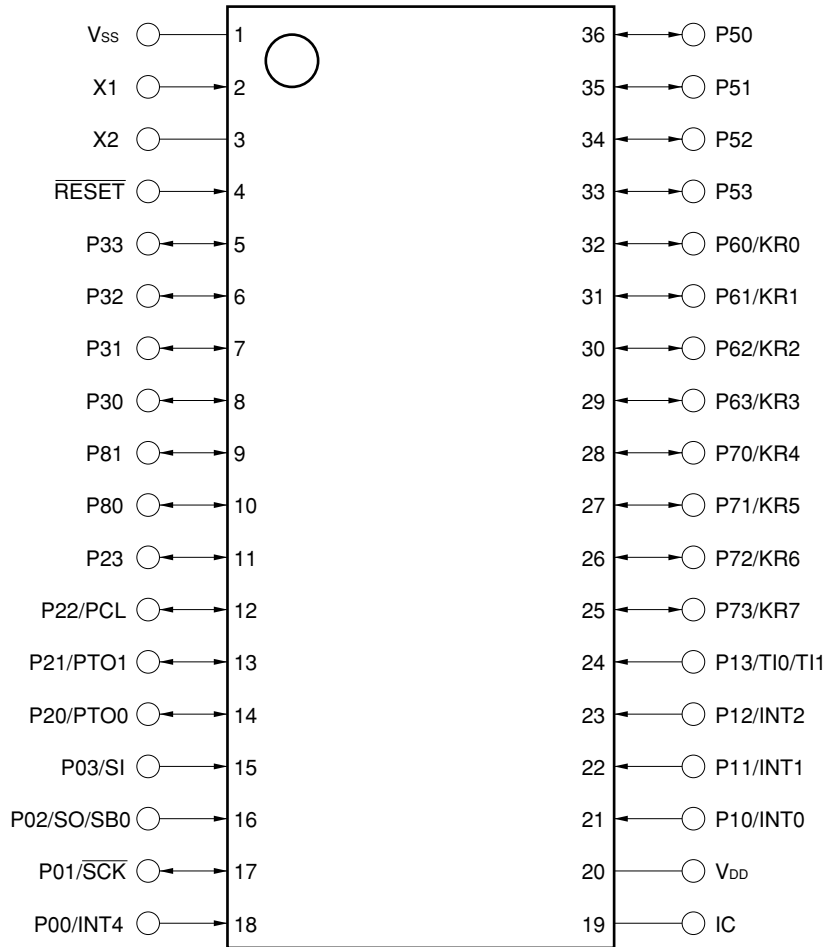 VSS 1 36 P50
X1 2 35 P51
X2 3 34 P52
RESET 4 33 P53
P33 5 32 P60/KR0
P32 6 31 P61/KR1
P31 7 30 P62/KR2
P30 8 29 P63/KR3
P81 9 28 P70/KR4
P80 10 27 P71/KR5
P23 11 26 P72/KR6
P22/PCL 12 25 P73/KR7
P21/PTO1 13 24 P13/TI0/TI1
P20/PTO0 14 23 P12/INT2
P03/SI 15 22 P11/INT1
P02/SO/SB0 16 21 P10/INT0
P01/SCK 17 20 VDD
P00/INT4 18 19 IC